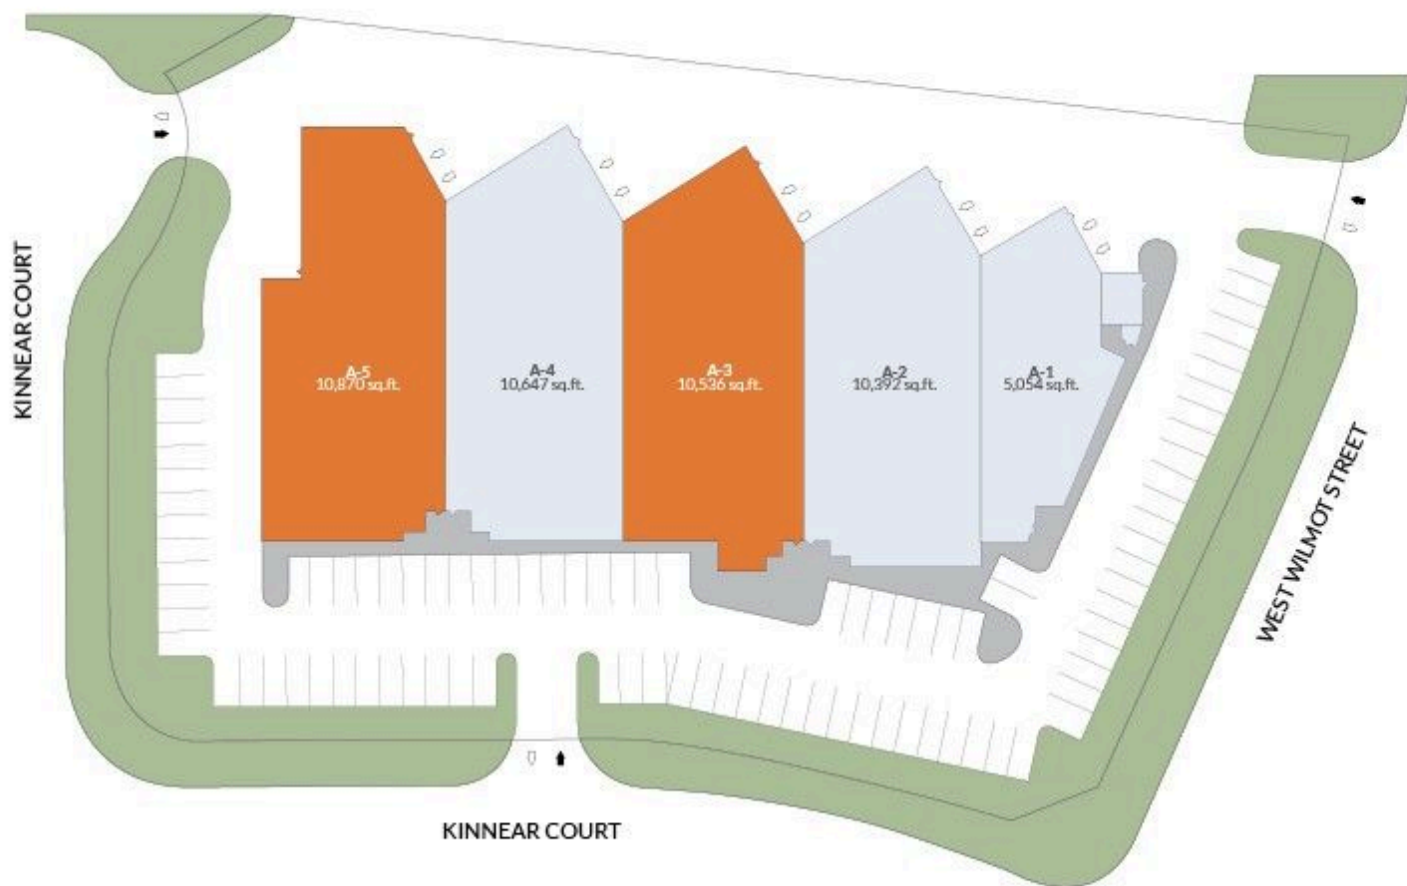 KINNEAR COURT
A-5
10,870 sq.ft.
A-4
10,647 sq.ft.
A-3
10,536 sq.ft.
A-2
10,392 sq.ft.
A-1
5,054 sq.ft.
WEST WILMOT STREET
KINNEAR COURT